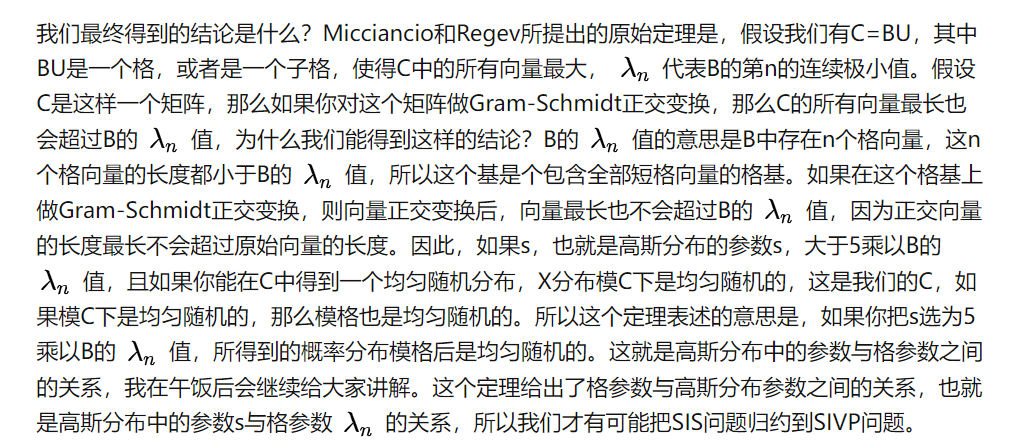 我们最终得到的结论是什么？Micciancio和Regev所提出的原始定理是，假设我们有C=BU，其中
BU是一个格，或者是一个子格，使得C中的所有向量最大， λn 代表B的第n的连续极小值。假设
C是这样一个矩阵，那么如果你对这个矩阵做Gram-Schmidt正交变换，那么C的所有向量最长也
会超过B的 λn 值，为什么我们能得到这样的结论？B的 λn 值的意思是B中存在n个格向量，这n
个格向量的长度都小于B的 λn 值，所以这个基是个包含全部短格向量的格基。如果在这个格基上
做Gram-Schmidt正交变换，则向量正交变换后，向量最长也不会超过B的 λn 值，因为正交向量
的长度最长不会超过原始向量的长度。因此，如果s，也就是高斯分布的参数s，大于5乘以B的
λn 值，且如果你能在C中得到一个均匀随机分布，X分布模C下是均匀随机的，这是我们的C，如
果模C下是均匀随机的，那么模格也是均匀随机的。所以这个定理表述的意思是，如果你把s选为5
乘以B的 λn 值，所得到的概率分布模格后是均匀随机的。这就是高斯分布中的参数与格参数之间
的关系，我在午饭后会继续给大家讲解。这个定理给出了格参数与高斯分布参数之间的关系，也就
是高斯分布中的参数s与格参数 λn 的关系，所以我们才有可能把SIS问题归约到SIVP问题。